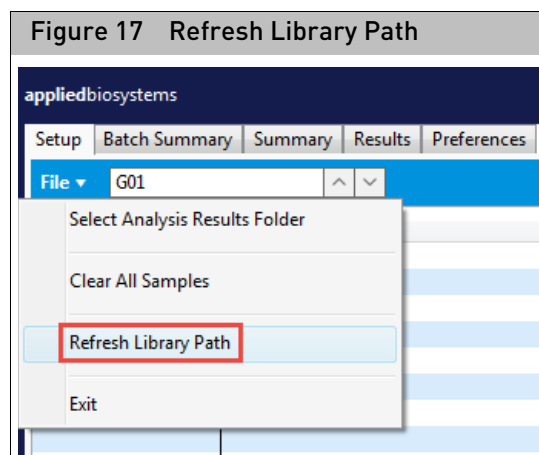 Figure 17 Refresh Library Path
appliedbiosystems
Setup Batch Summary Summary Results Preferences
File G01
Select Analysis Results Folder
Clear All Samples
Refresh Library Path
Exit